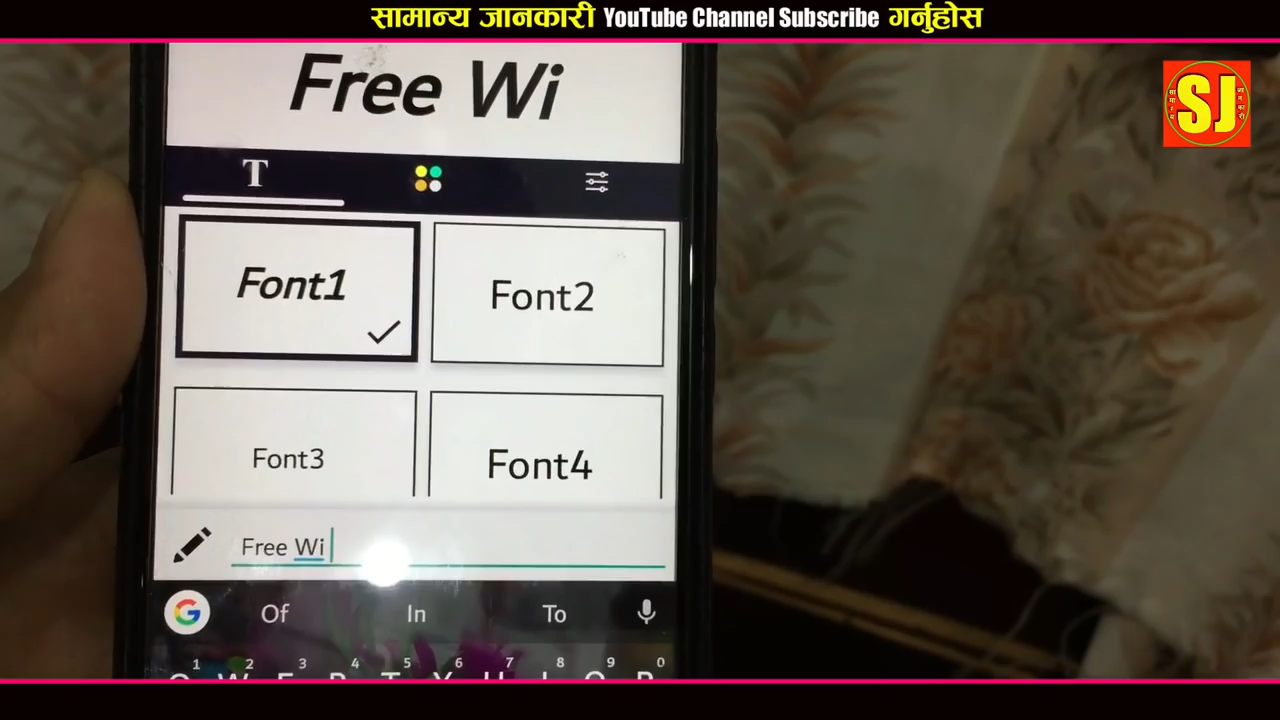 सामान्य जानकारी YouTube Channel Subscribe गर्नुहोस
SJ
Free Wi
T
Font1
Font2
Font3
Font4
Free Wi
G Of In To
1 2 3 4 5 6 7 8 9 0